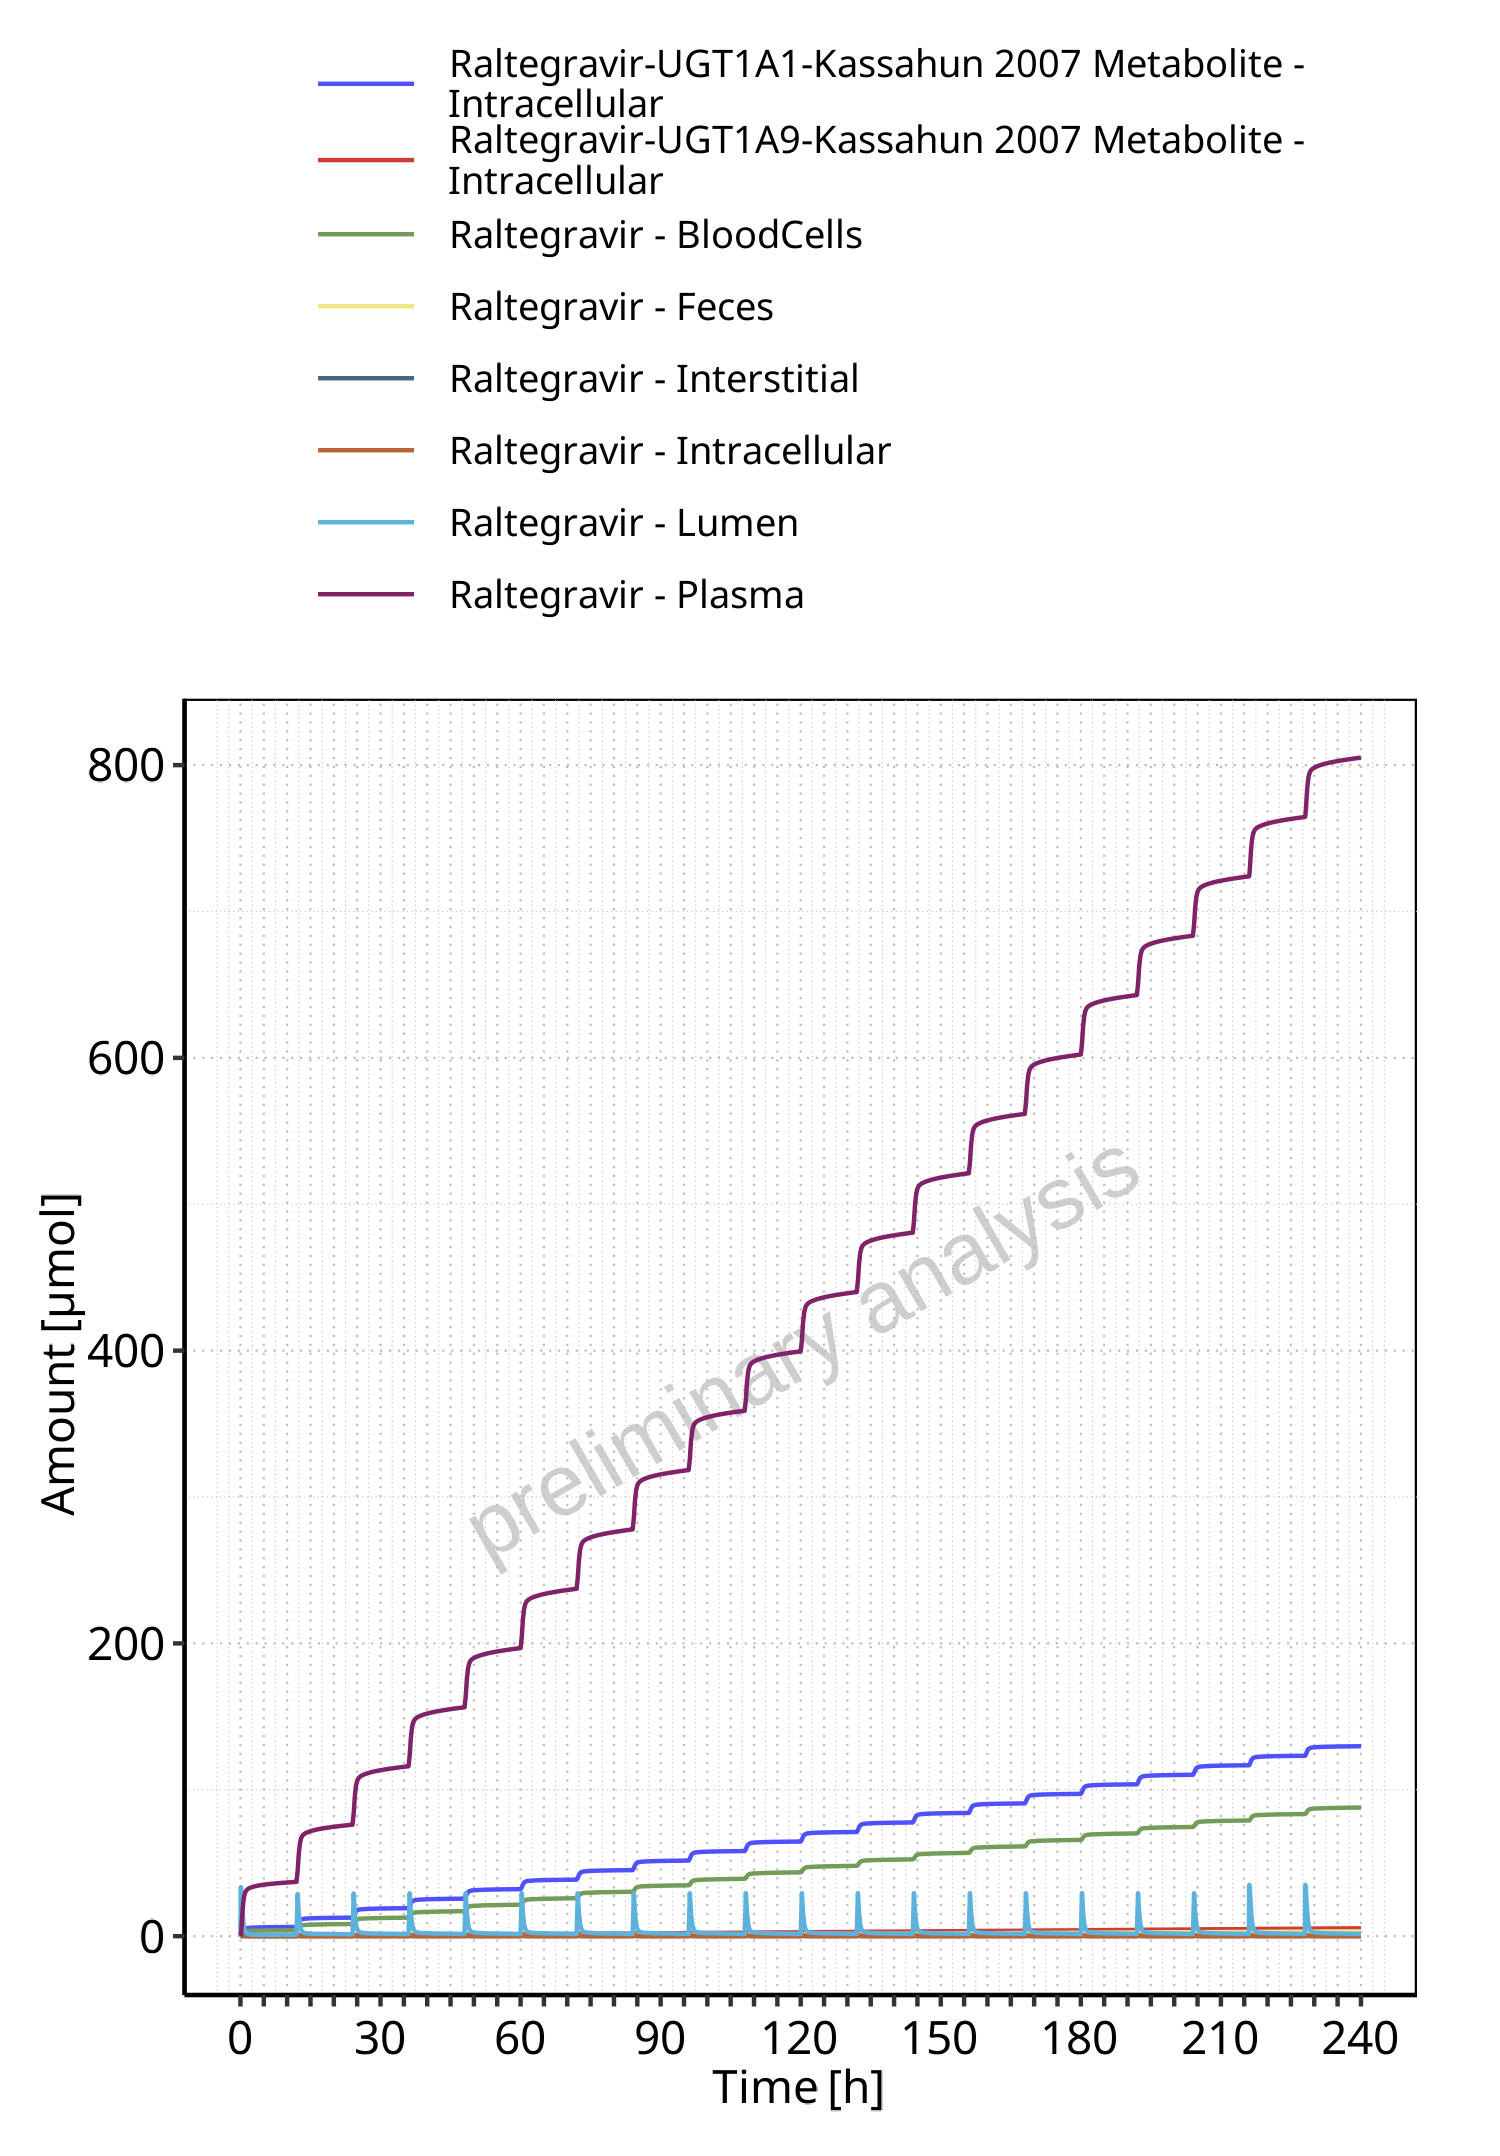 Raltegravir-UGT1A1-Kassahun 2007 Metabolite -
Intracellular
Raltegravir-UGT1A9-Kassahun 2007 Metabolite -
Intracellular
Raltegravir - BloodCells
Raltegravir - Feces
Raltegravir - Interstitial
Raltegravir - Intracellular
Raltegravir - Lumen
Raltegravir - Plasma
800
600
400
200
0
Amount [µmol]
preliminary analysis
0 30 60 90 120 150 180 210 240
Time [h]